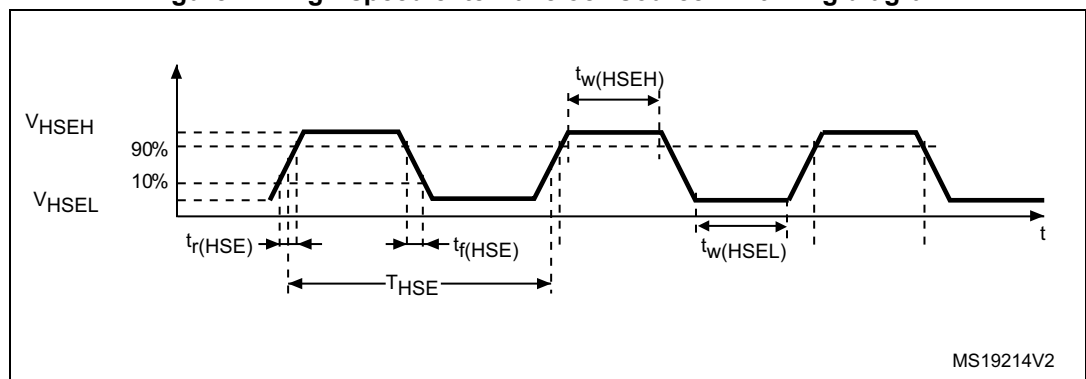 tw(HSEH)
VHSEH
90%
10%
VHSEL
tr(HSE)
tf(HSE)
tw(HSEL)
t
THSE
MS19214V2